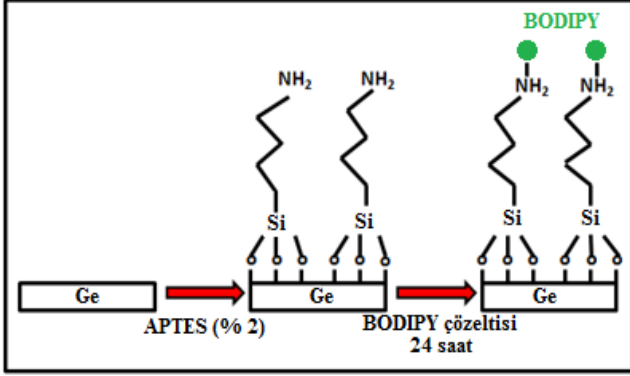 BODIPY
NH₂ NH₂ NH₂ NH₂
Si Si Si Si
Ge Ge Ge
APTES (% 2) BODIPY çözeltisi
24 saat